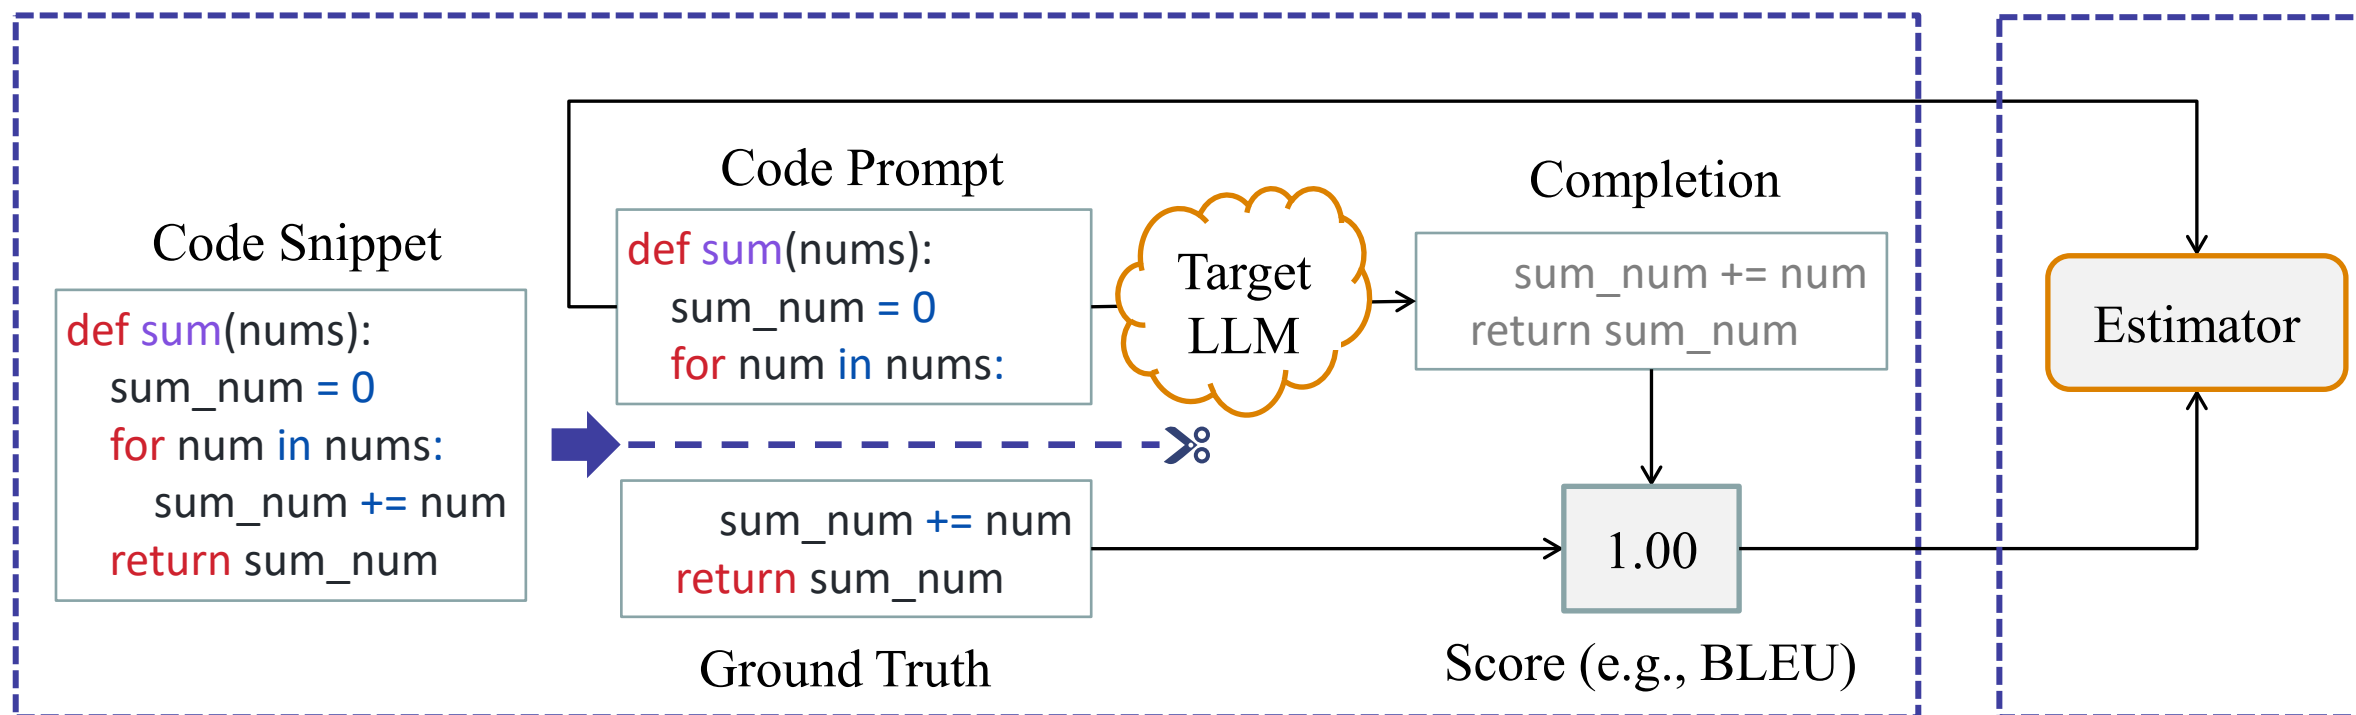 Code Snippet
def sum(nums):
    sum_num = 0
    for num in nums:
        sum_num += num
    return sum_num
Code Prompt
def sum(nums):
    sum_num = 0
    for num in nums:
Target
LLM
Completion
        sum_num += num
    return sum_num
        sum_num += num
    return sum_num
Ground Truth
1.00
Score (e.g., BLEU)
Estimator